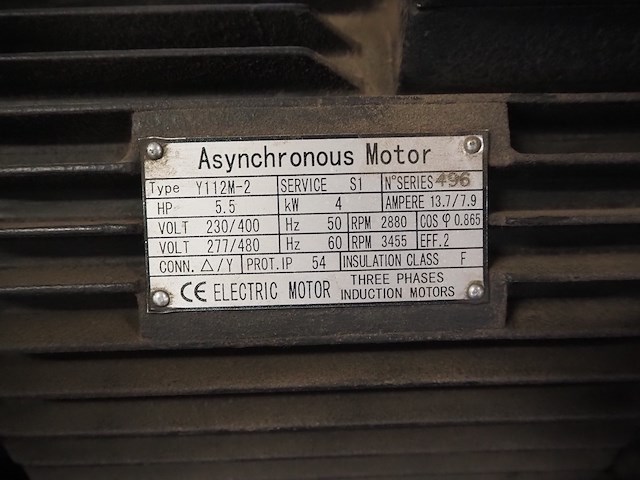 Asynchronous Motor
Type Y112M-2 SERVICE S1 N°SERIES 496
HP 5.5 kW 4 AMPERE 13.7/7.9
VOLT 230/400 Hz 50 RPM 2880 COS φ 0.865
VOLT 277/480 Hz 60 RPM 3455 EFF.2
CONN. △/Y PROT.IP 54 INSULATION CLASS F
CE ELECTRIC MOTOR THREE PHASES
INDUCTION MOTORS